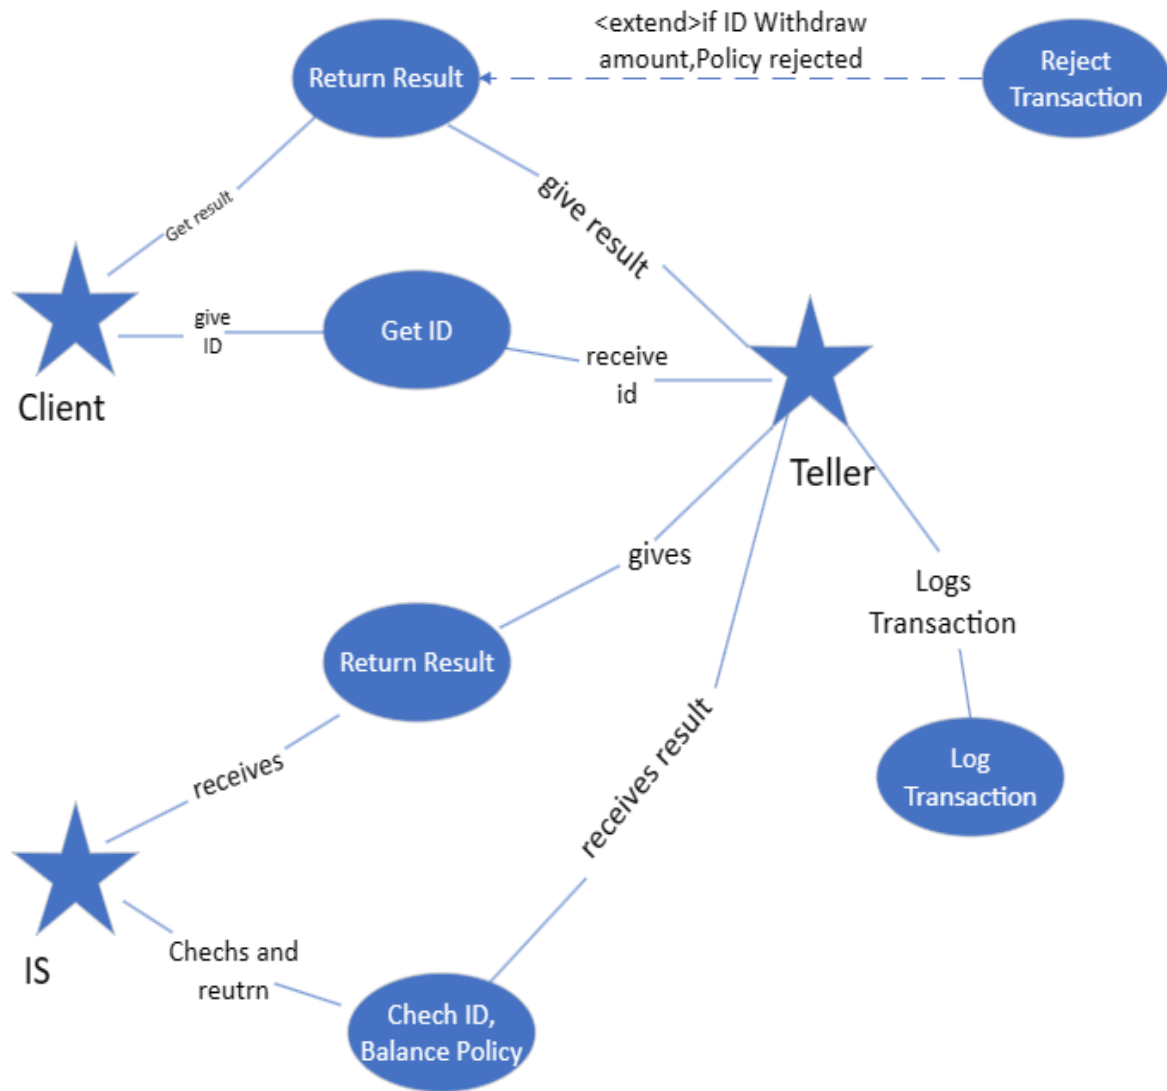 <extend>if ID Withdraw
amount,Policy rejected
Return Result
Reject
Transaction
Get result
give result
give
ID
Get ID
receive
id
Client
Teller
gives
Logs
Transaction
Return Result
receives
receives result
Log
Transaction
IS
Chechs and
reutrn
Chech ID,
Balance Policy